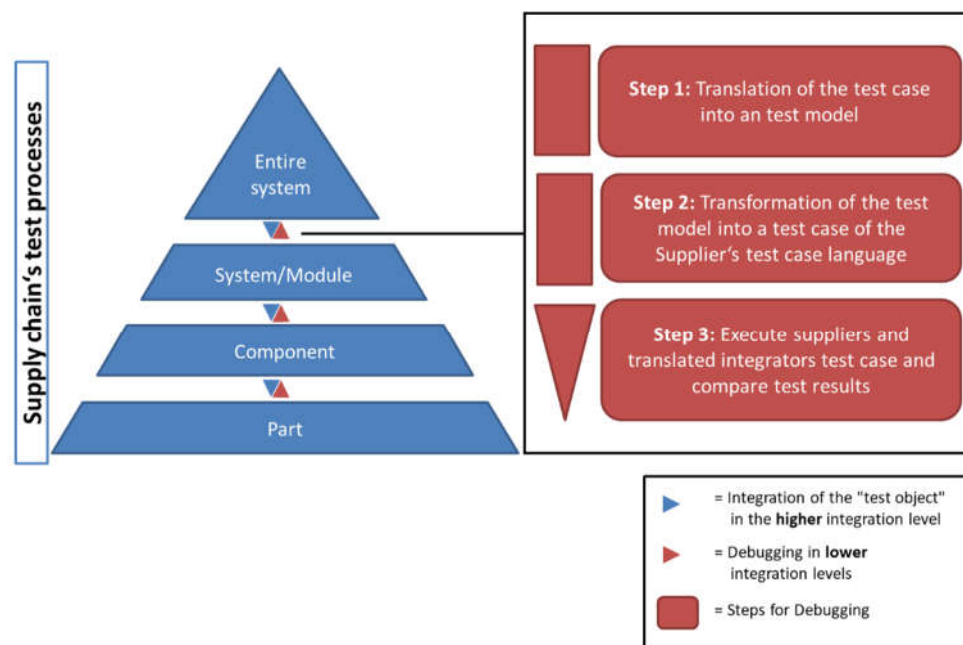 Supply chain‘s test processes
Entire
system
System/Module
Component
Part
Step 1: Translation of the test case
into an test model
Step 2: Transformation of the test
model into a test case of the
Supplier’s test case language
Step 3: Execute suppliers and
translated integrators test case and
compare test results
= Integration of the "test object"
in the higher integration level
= Debugging in lower
integration levels
= Steps for Debugging